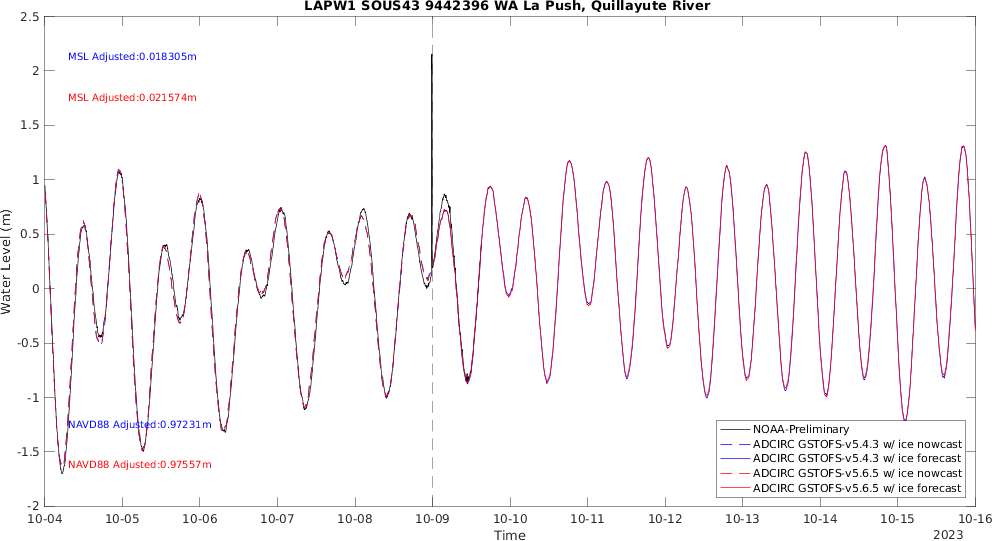 LAPW1 SOUS43 9442396 WA La Push, Quillayute River
2.5
2
1.5
1
0.5
0
-0.5
-1
-1.5
-2
Water Level (m)
MSL Adjusted:0.018305m
MSL Adjusted:0.021574m
NAVD88 Adjusted:0.97231m
NAVD88 Adjusted:0.97557m
NOAA-Preliminary
ADCIRC GSTOFS-v5.4.3 w/ ice nowcast
ADCIRC GSTOFS-v5.4.3 w/ ice forecast
ADCIRC GSTOFS-v5.6.5 w/ ice nowcast
ADCIRC GSTOFS-v5.6.5 w/ ice forecast
10-04 10-05 10-06 10-07 10-08 10-09 10-10 10-11 10-12 10-13 10-14 10-15 10-16
Time
2023